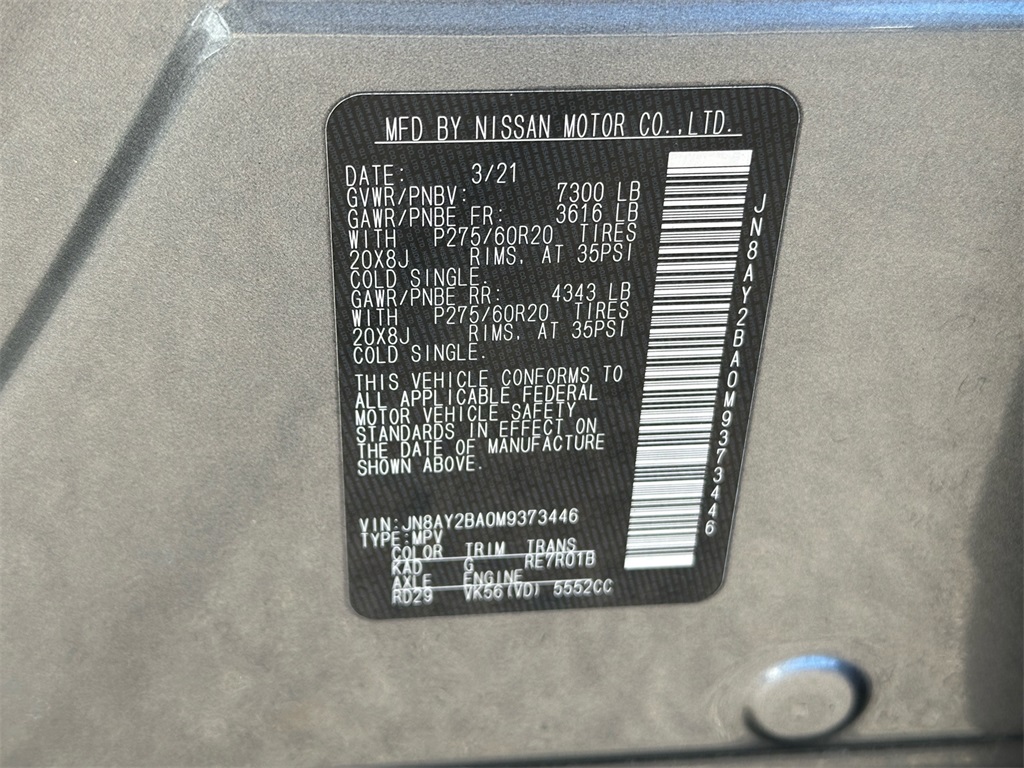 MFD BY NISSAN MOTOR CO.,LTD.
DATE: 3/21
GVWR/PNBV: 7300 LB
GAWR/PNBE FR: 3616 LB
WITH P275/60R20 TIRES
20X8J RIMS, AT 35PSI
COLD SINGLE.
GAWR/PNBE RR: 4343 LB
WITH P275/60R20 TIRES
20X8J RIMS, AT 35PSI
COLD SINGLE.
THIS VEHICLE CONFORMS TO
ALL APPLICABLE FEDERAL
MOTOR VEHICLE SAFETY
STANDARDS IN EFFECT ON
THE DATE OF MANUFACTURE
SHOWN ABOVE.
VIN:JN8AY2BA0M9373446
TYPE:MPV
COLOR TRIM TRANS
KAD G RE7R01B
AXLE ENGINE
RD29 VK56(VD) 5552CC
JN8AY2BA0M9373446